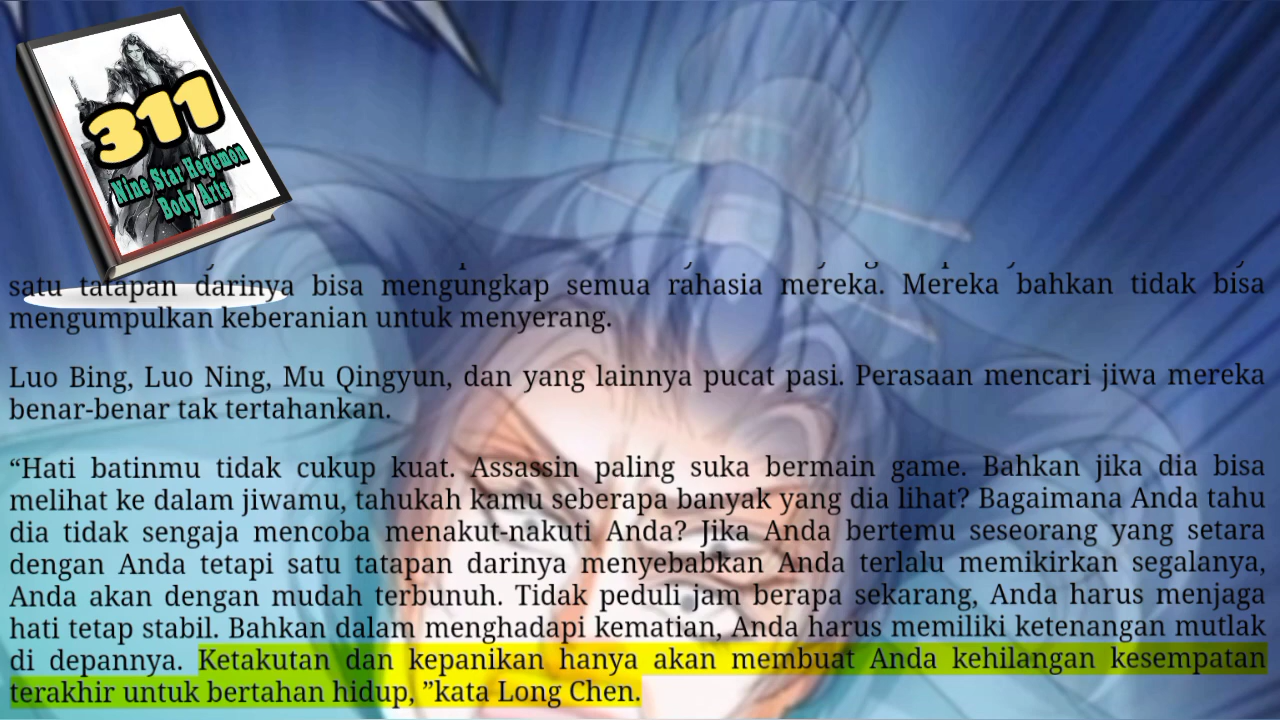 311
Nine Star Hegemon
Body Arts
satu tatapan darinya bisa mengungkap semua rahasia mereka. Mereka bahkan tidak bisa
mengumpulkan keberanian untuk menyerang.
Luo Bing, Luo Ning, Mu Qingyun, dan yang lainnya pucat pasi. Perasaan mencari jiwa mereka
benar-benar tak tertahankan.
“Hati batinmu tidak cukup kuat. Assassin paling suka bermain game. Bahkan jika dia bisa
melihat ke dalam jiwamu, tahukah kamu seberapa banyak yang dia lihat? Bagaimana Anda tahu
dia tidak sengaja mencoba menakut-nakuti Anda? Jika Anda bertemu seseorang yang setara
dengan Anda tetapi satu tatapan darinya menyebabkan Anda terlalu memikirkan segalanya,
Anda akan dengan mudah terbunuh. Tidak peduli jam berapa sekarang, Anda harus menjaga
hati tetap stabil. Bahkan dalam menghadapi kematian, Anda harus memiliki ketenangan mutlak
di depannya. Ketakutan dan kepanikan hanya akan membuat Anda kehilangan kesempatan
terakhir untuk bertahan hidup, ”kata Long Chen.